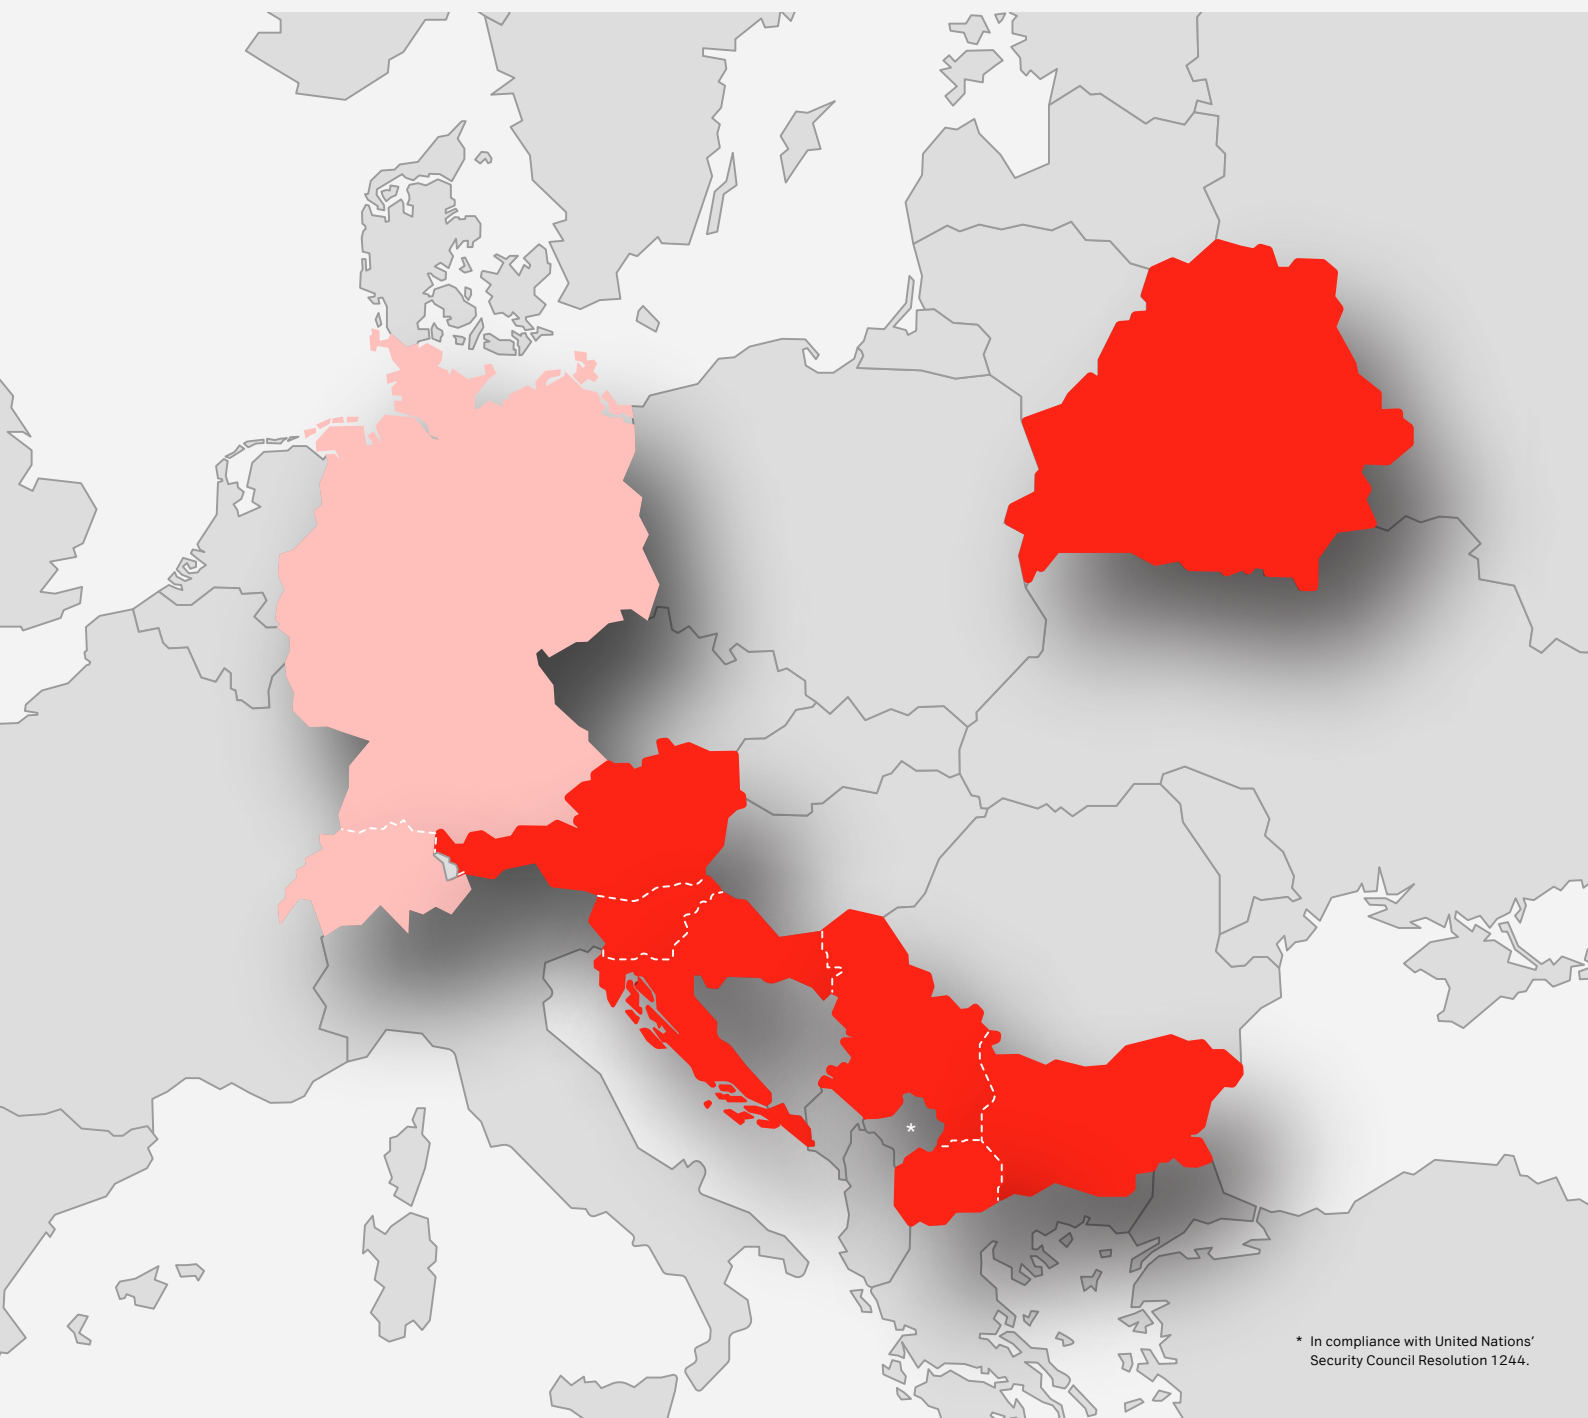 *
* In compliance with United Nations’
Security Council Resolution 1244.